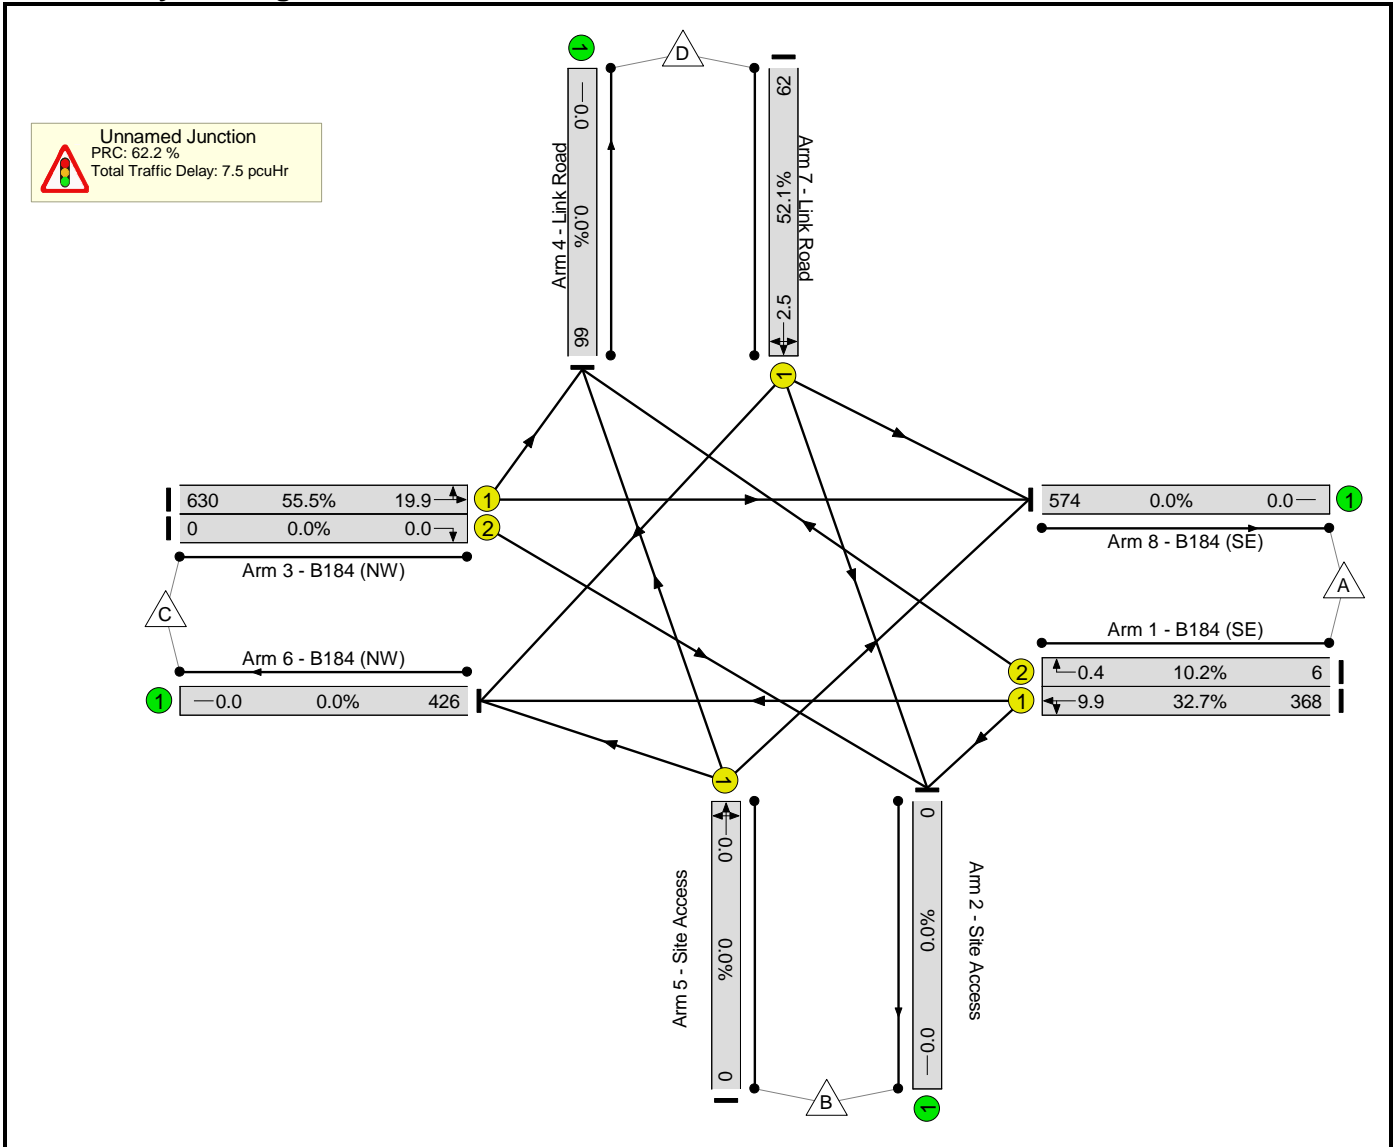 D
1
0.0
0.0%
66
Arm 4 - Link Road
62
52.1%
2.5
Arm 7 - Link Road
1
Unnamed Junction
PRC: 62.2 %
Total Traffic Delay: 7.5 pcuHr
630 55.5% 19.9 1
0 0.0% 0.0 2
Arm 3 - B184 (NW)
C
Arm 6 - B184 (NW)
1 0.0 0.0% 426
574 0.0% 0.0 1
Arm 8 - B184 (SE)
A
Arm 1 - B184 (SE)
2 0.4 10.2% 6
1 9.9 32.7% 368
1
0.0
0.0%
0
Arm 5 - Site Access
0
0.0%
0.0
Arm 2 - Site Access
1
B